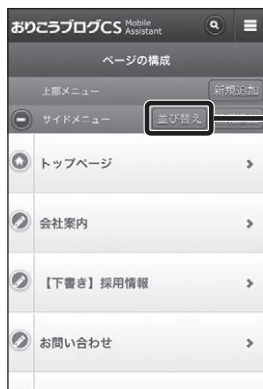 おりこうブログCS Mobile Assistant
ページの構成
上部メニュー 新規追加
サイドメニュー 並び替え
トップページ
会社案内
【下書き】採用情報
お問い合わせ